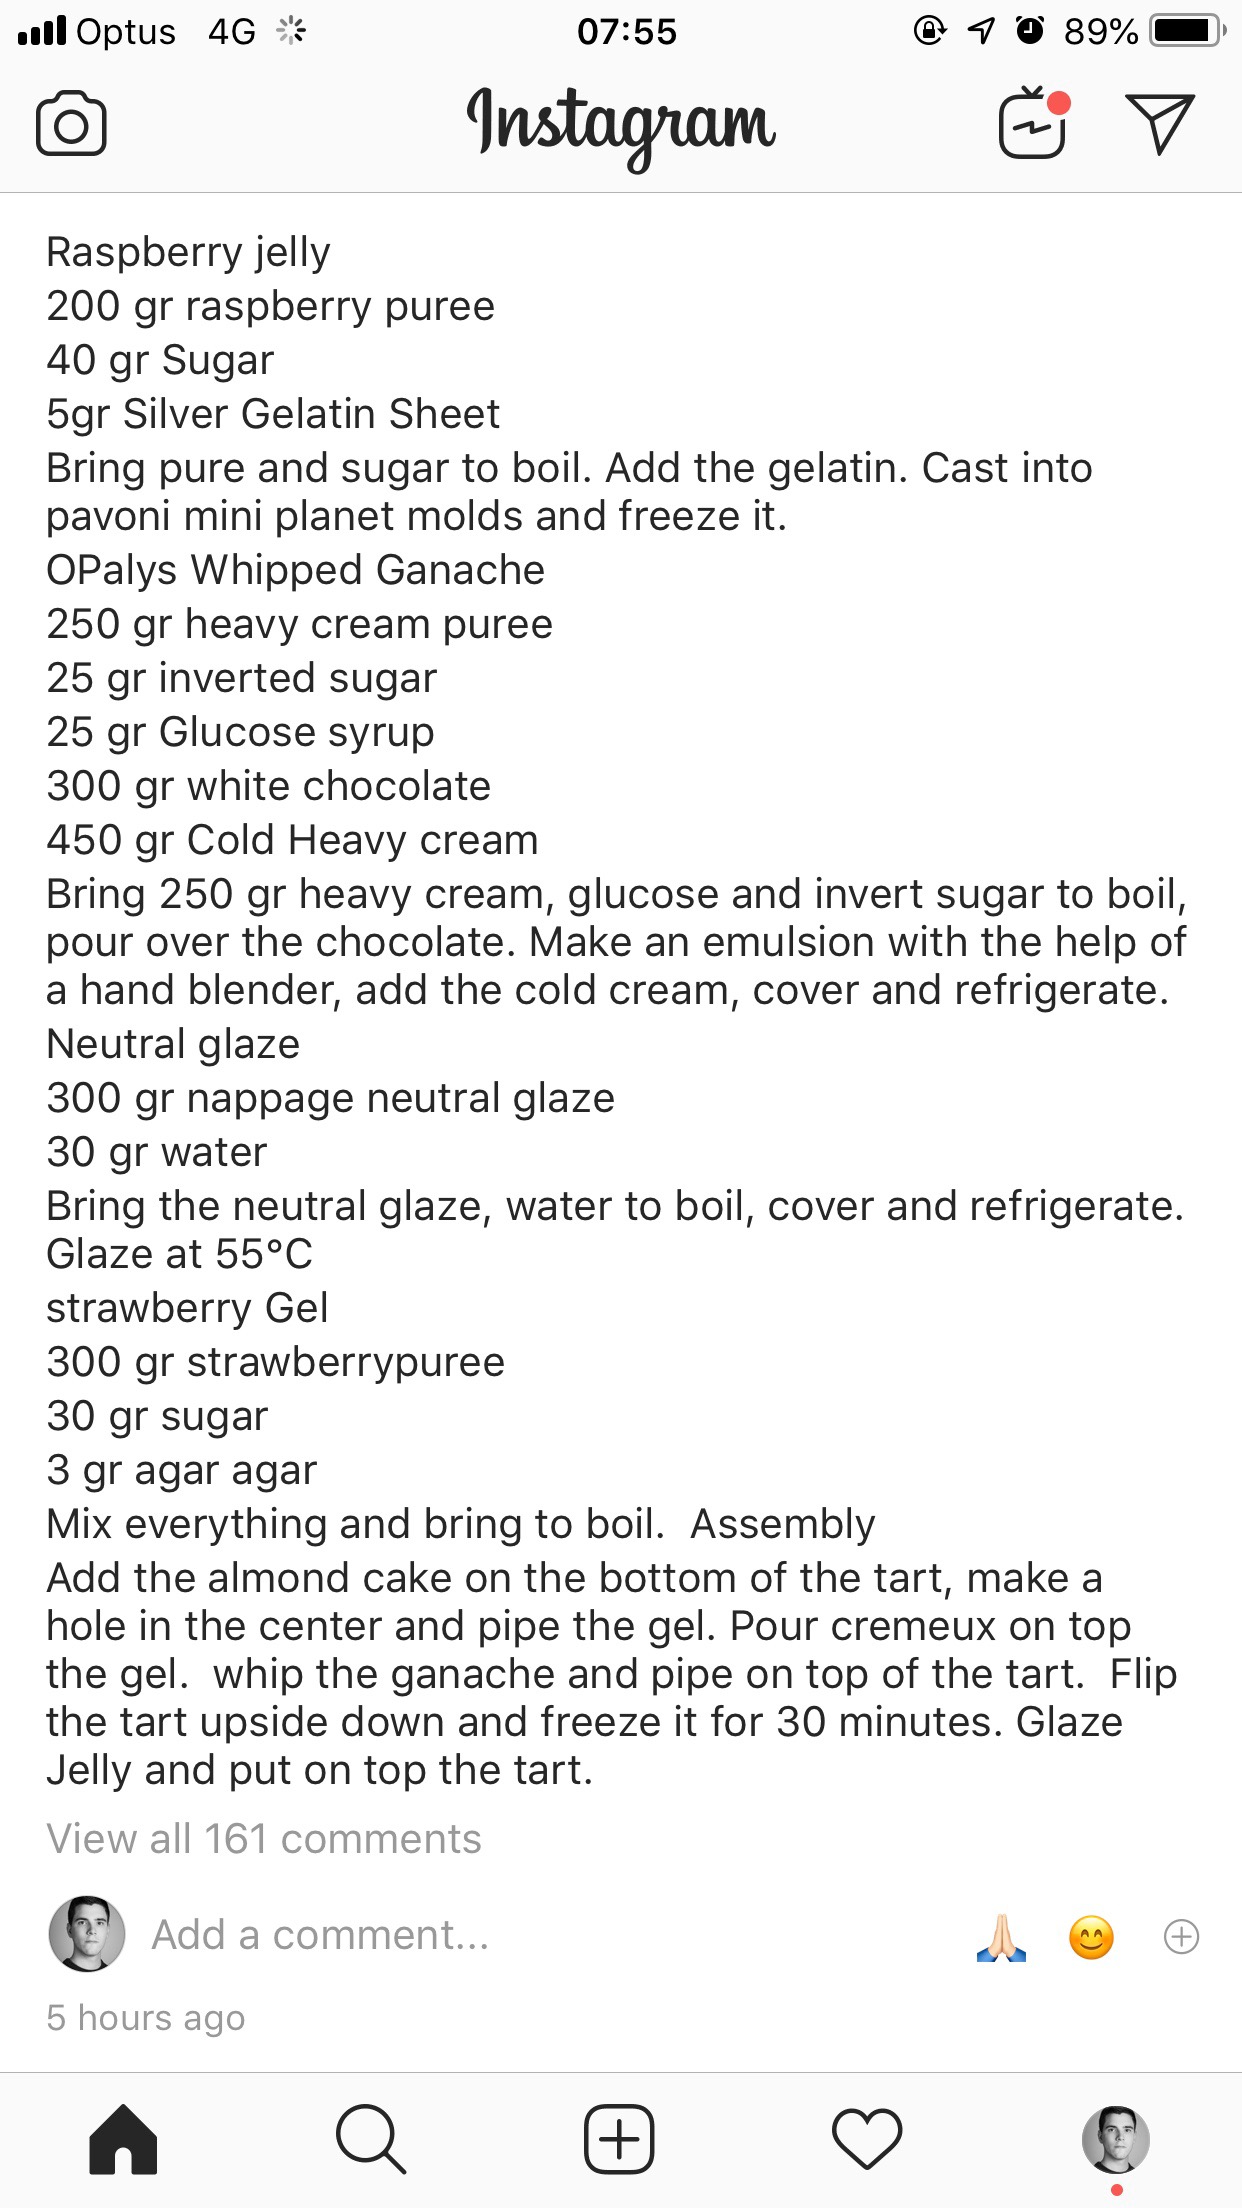 Optus 4G 07:55 89%
Instagram
Raspberry jelly
200 gr raspberry puree
40 gr Sugar
5gr Silver Gelatin Sheet
Bring pure and sugar to boil. Add the gelatin. Cast into
pavoni mini planet molds and freeze it.
OPalys Whipped Ganache
250 gr heavy cream puree
25 gr inverted sugar
25 gr Glucose syrup
300 gr white chocolate
450 gr Cold Heavy cream
Bring 250 gr heavy cream, glucose and invert sugar to boil,
pour over the chocolate. Make an emulsion with the help of
a hand blender, add the cold cream, cover and refrigerate.
Neutral glaze
300 gr nappage neutral glaze
30 gr water
Bring the neutral glaze, water to boil, cover and refrigerate.
Glaze at 55°C
strawberry Gel
300 gr strawberrypuree
30 gr sugar
3 gr agar agar
Mix everything and bring to boil.  Assembly
Add the almond cake on the bottom of the tart, make a
hole in the center and pipe the gel. Pour cremeux on top
the gel.  whip the ganache and pipe on top of the tart.  Flip
the tart upside down and freeze it for 30 minutes. Glaze
Jelly and put on top the tart.
View all 161 comments
Add a comment...
5 hours ago